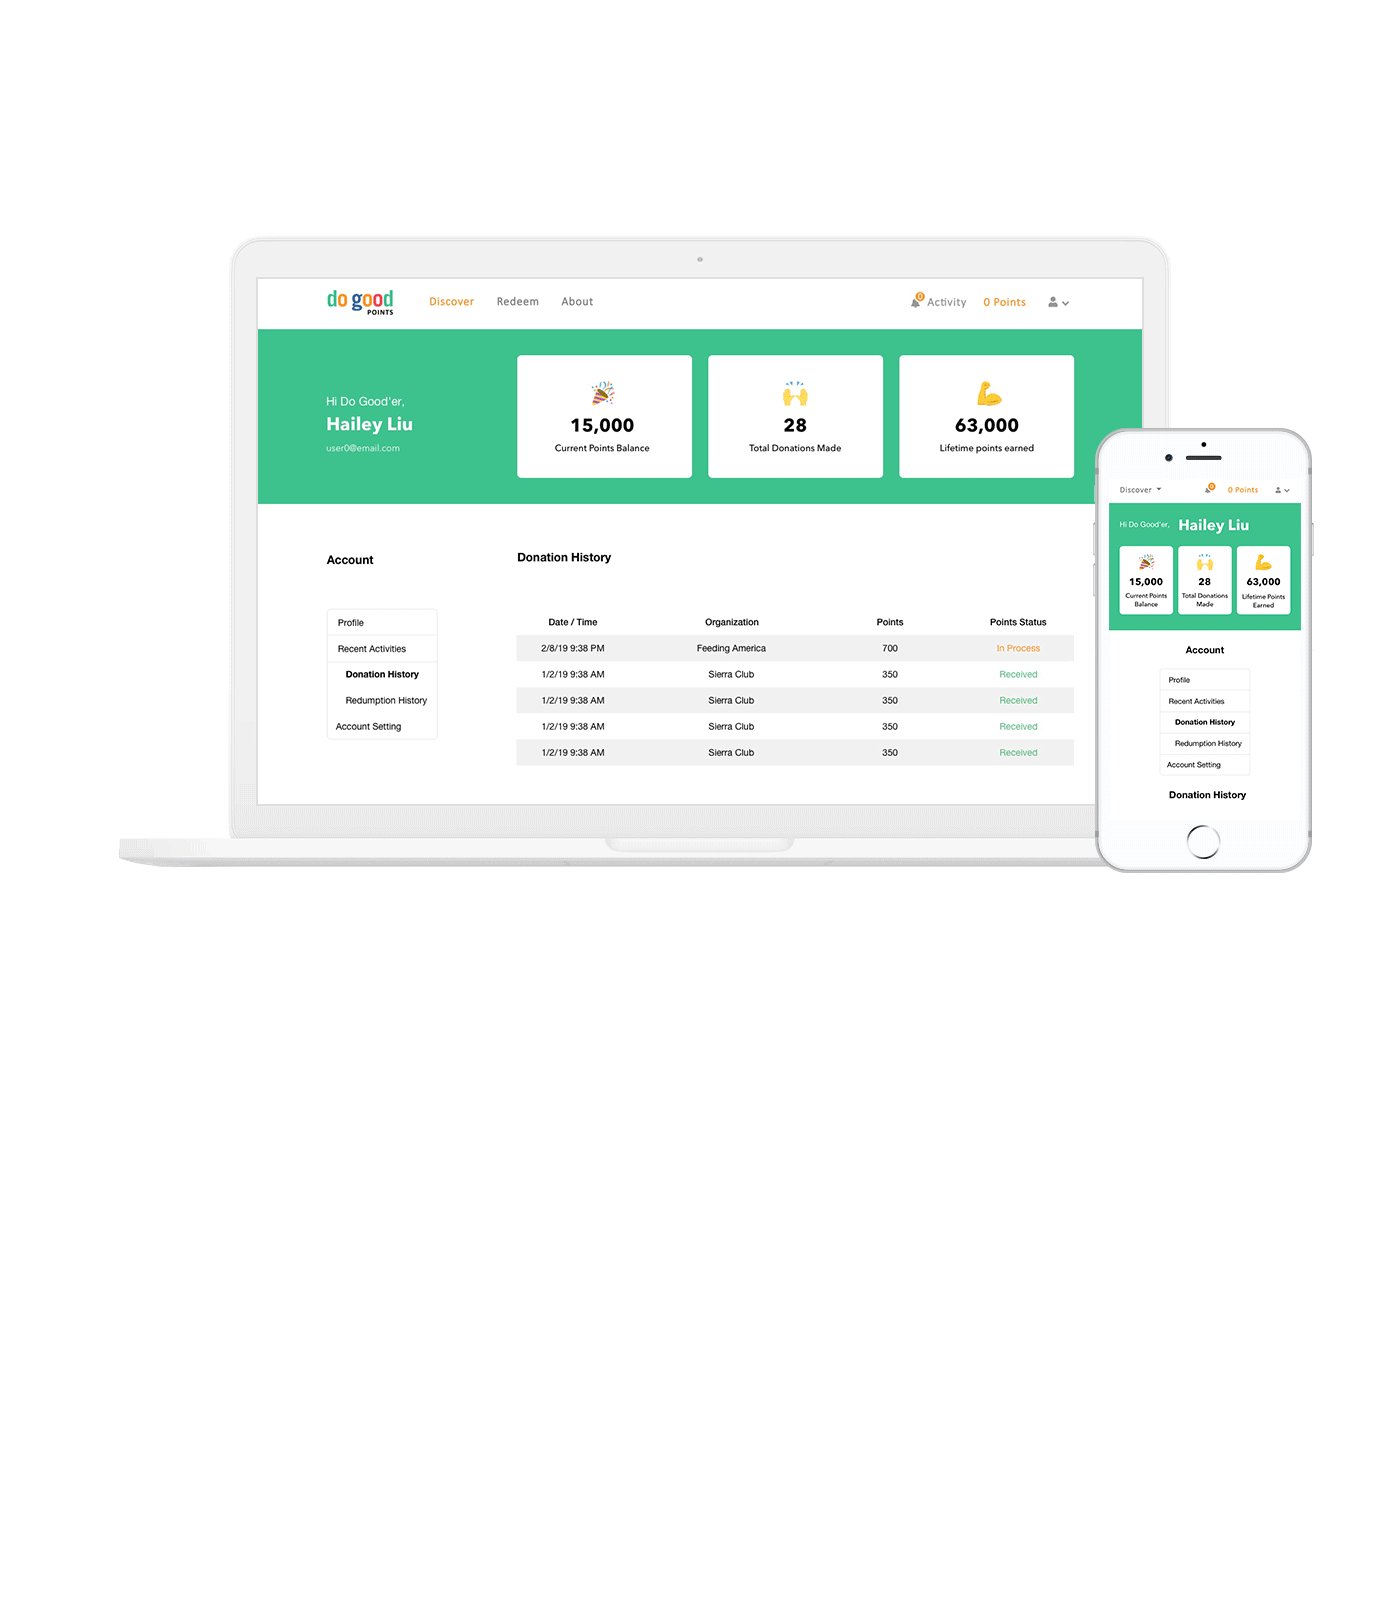 do good
POINTS
Discover
Redeem
About
0
Activity
0 Points
Hi Do Good'er,
Hailey Liu
user0@email.com
15,000
Current Points Balance
28
Total Donations Made
63,000
Lifetime points earned
Account
Profile
Recent Activities
Donation History
Redumption History
Account Setting
Donation History
Date / Time Organization Points Points Status
2/8/19 9:38 PM Feeding America 700 In Process
1/2/19 9:38 AM Sierra Club 350 Received
1/2/19 9:38 AM Sierra Club 350 Received
1/2/19 9:38 AM Sierra Club 350 Received
1/2/19 9:38 AM Sierra Club 350 Received
Discover
0
0 Points
Hi Do Good'er, Hailey Liu
15,000
Current Points
Balance
28
Total Donations
Made
63,000
Lifetime Points
Earned
Account
Profile
Recent Activities
Donation History
Redumption History
Account Setting
Donation History